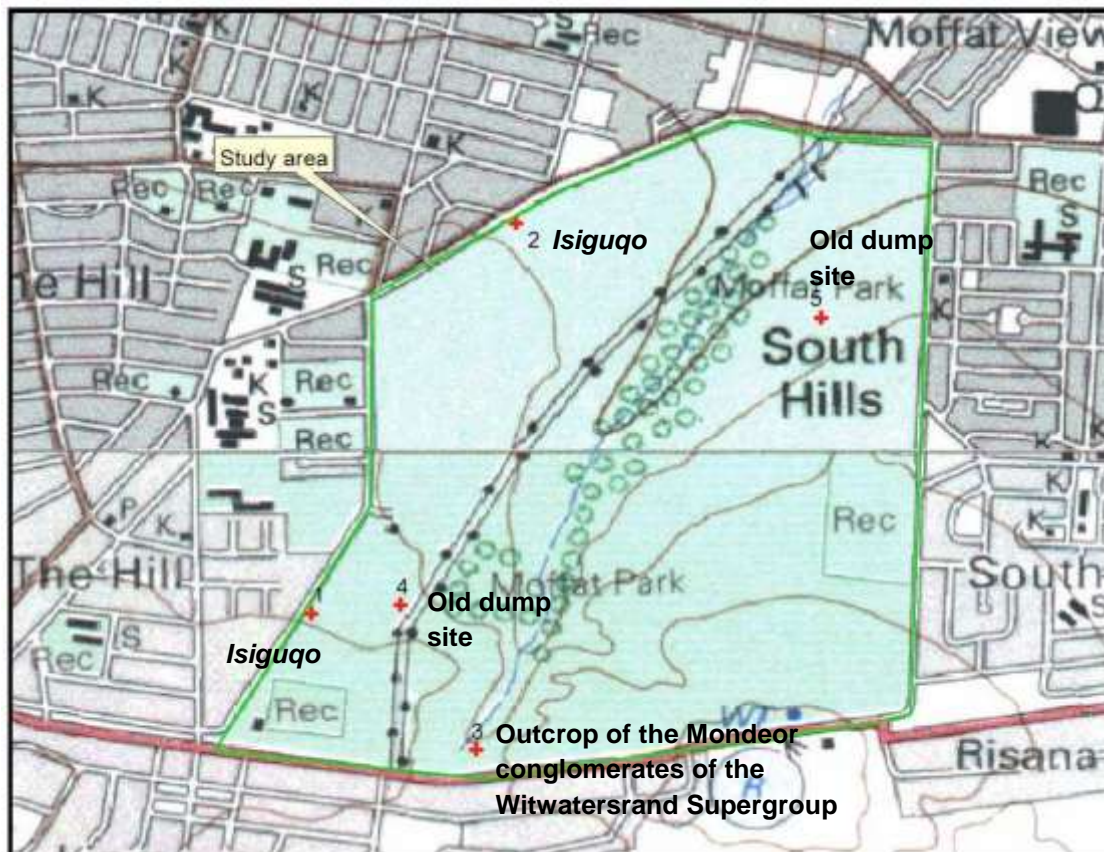 Rec
Moffat View
K
S
K
K
K
Study area
Rec
Rec
Rec
S
2 Isiguqo
Old dump
site
S
Rec
he Hill
Moffat Park
5
South
Hills
K
Rec
K
S
Rec
Rec
K
K
P
K
Rec
K
The Hill
South
4
Moffat Park
Old dump
site
1
S
S
Rec
Isiguqo
Rec
WT
3
Outcrop of the Mondeor
conglomerates of the
Witwatersrand Supergroup
R
Risana